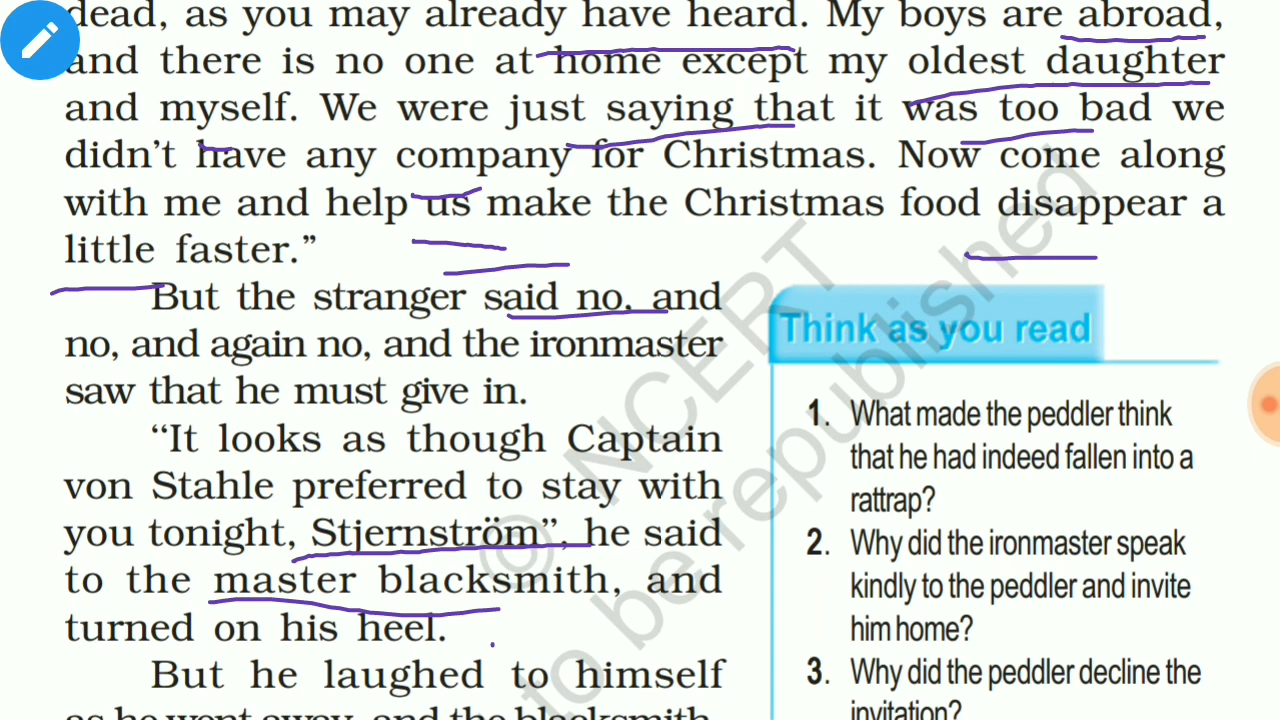 dead, as you may already have heard. My boys are abroad,
and there is no one at home except my oldest daughter
and myself. We were just saying that it was too bad we
didn't have any company for Christmas. Now come along
with me and help us make the Christmas food disappear a
little faster.”
But the stranger said no, and
no, and again no, and the ironmaster
saw that he must give in.
“It looks as though Captain
von Stahle preferred to stay with
you tonight, Stjernström”, he said
to the master blacksmith, and
turned on his heel.
But he laughed to himself
as he went away, and the blacksmith,
Think as you read
1. What made the peddler think
that he had indeed fallen into a
rattrap?
2. Why did the ironmaster speak
kindly to the peddler and invite
him home?
3. Why did the peddler decline the
invitation?
© NCERT
to be republished